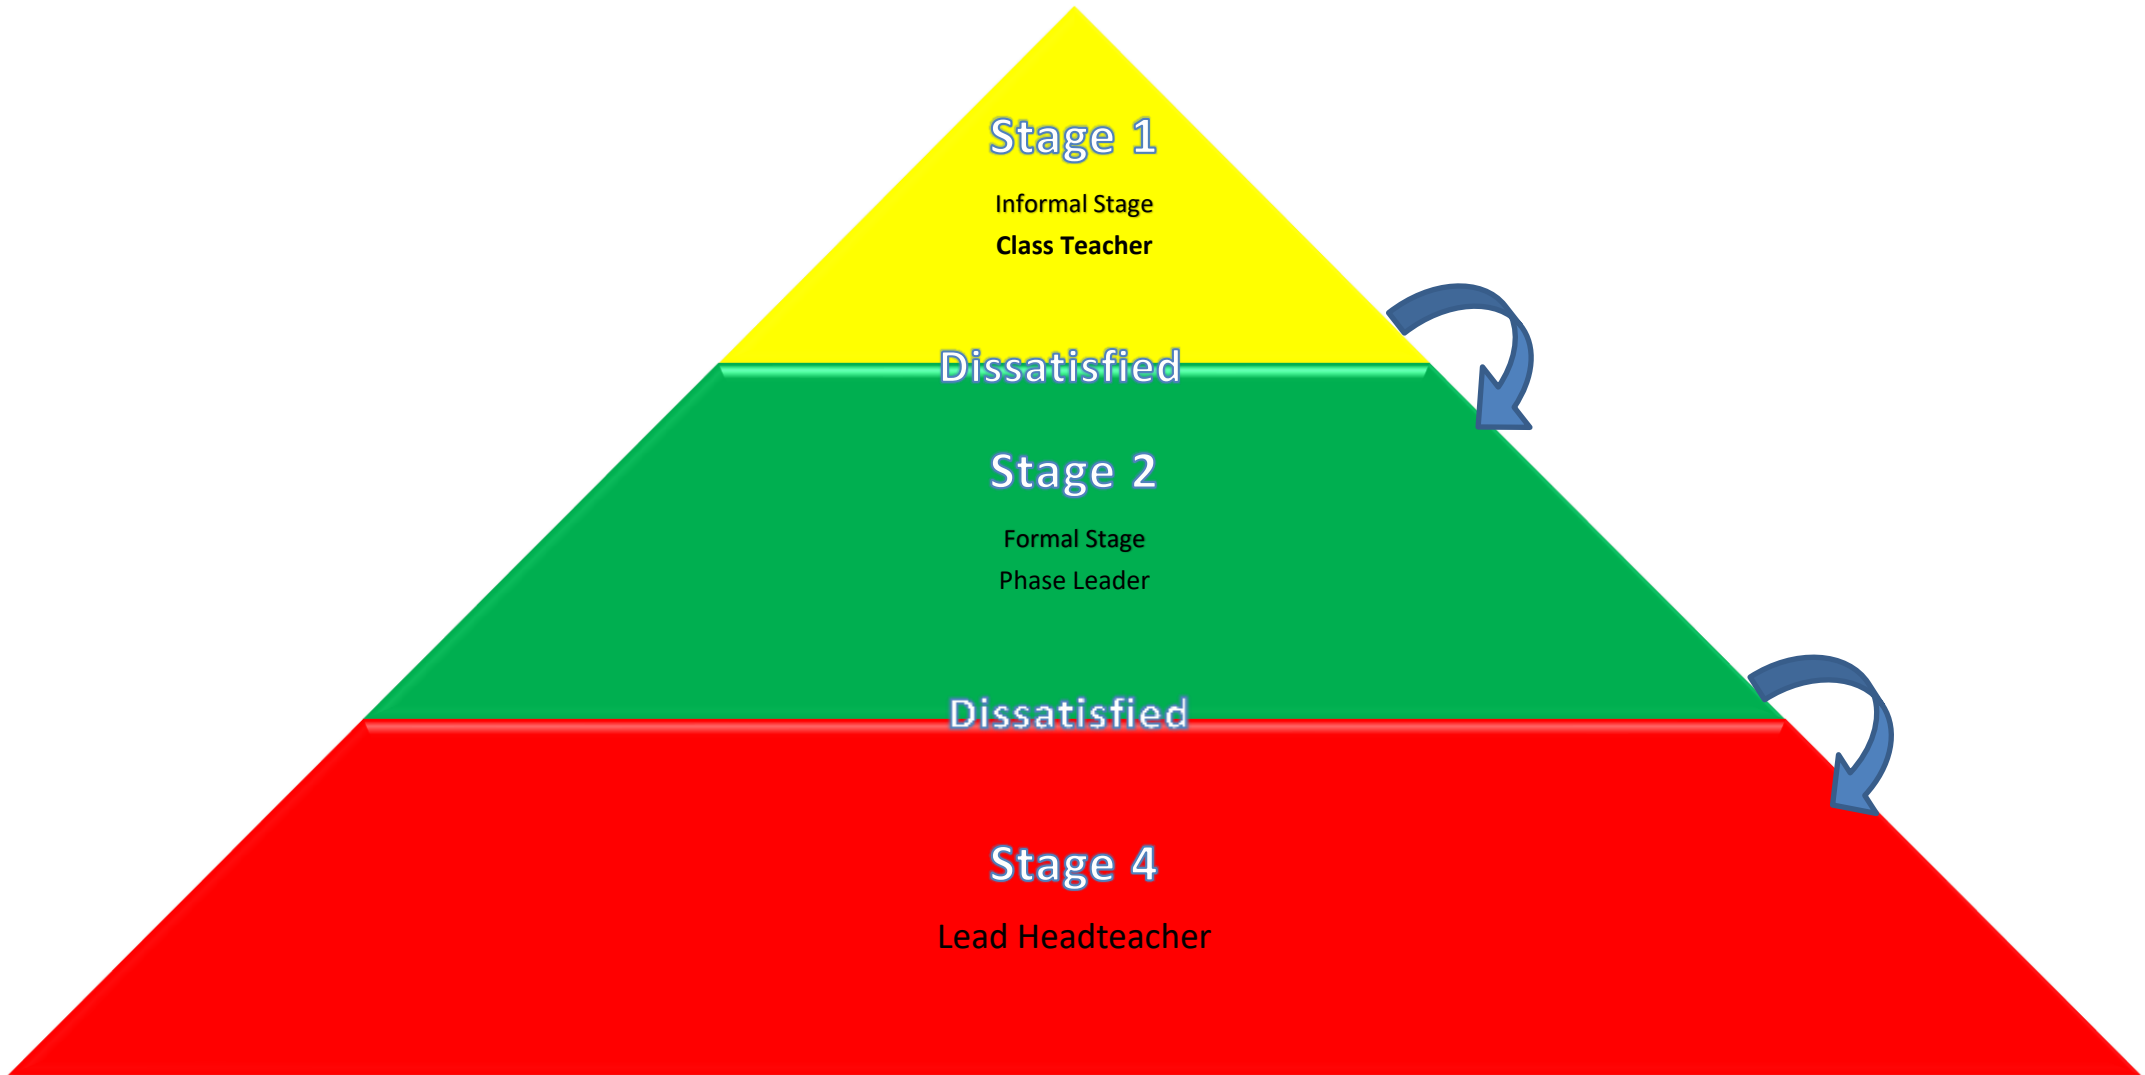 Stage 1
Informal Stage
Class Teacher
Dissatisfied
Stage 2
Formal Stage
Phase Leader
Dissatisfied
Stage 4
Lead Headteacher